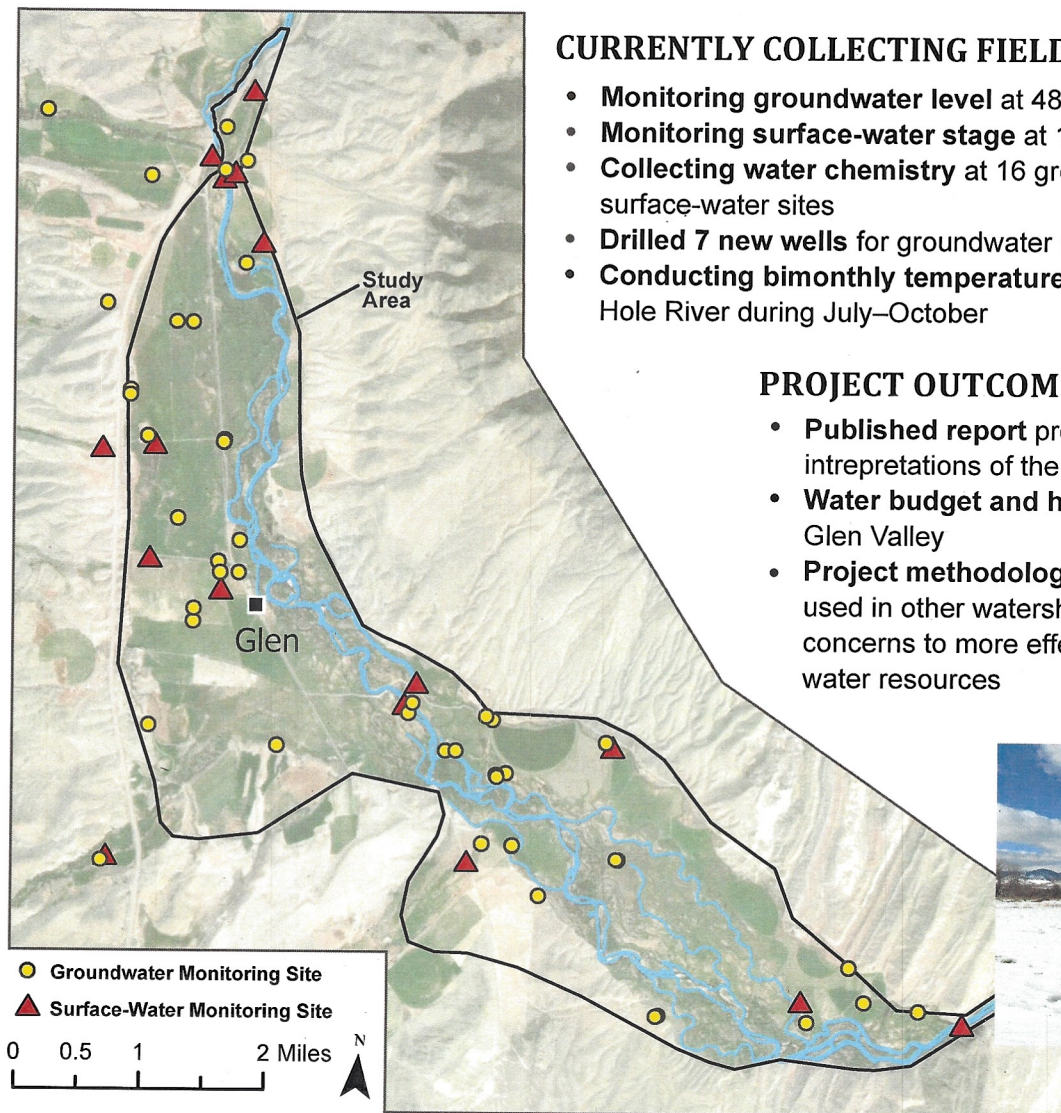 CURRENTLY COLLECTING FIELD
• Monitoring groundwater level at 48
• Monitoring surface-water stage at 1
• Collecting water chemistry at 16 gro
surface-water sites
• Drilled 7 new wells for groundwater
• Conducting bimonthly temperature
Hole River during July–October
PROJECT OUTCOM
• Published report pre
intrepretations of the
• Water budget and h
Glen Valley
• Project methodolog
used in other watersh
concerns to more effe
water resources
Study
Area
Glen
Groundwater Monitoring Site
Surface-Water Monitoring Site
0 0.5 1 2 Miles
N